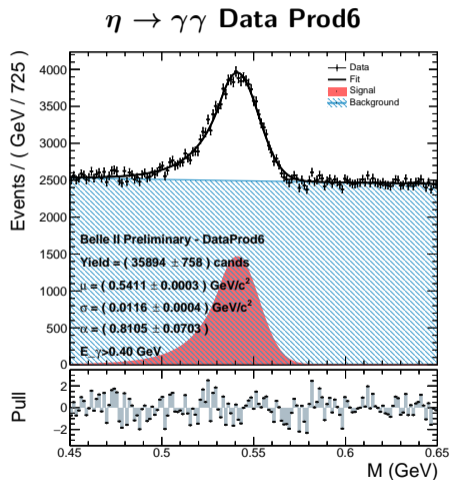 η → γγ Data Prod6
Events / ( GeV / 725 )
4000
3500
3000
2500
2000
1500
1000
500
0
Data
Fit
Signal
Background
Belle II Preliminary - DataProd6
Yield = ( 35894 ± 758 ) cands
μ = ( 0.5411 ± 0.0003 ) GeV/c²
σ = ( 0.0116 ± 0.0004 ) GeV/c²
α = ( 0.8105 ± 0.0703 )
E_γ>0.40 GeV
Pull
2
0
−2
0.45 0.5 0.55 0.6 0.65
M (GeV)